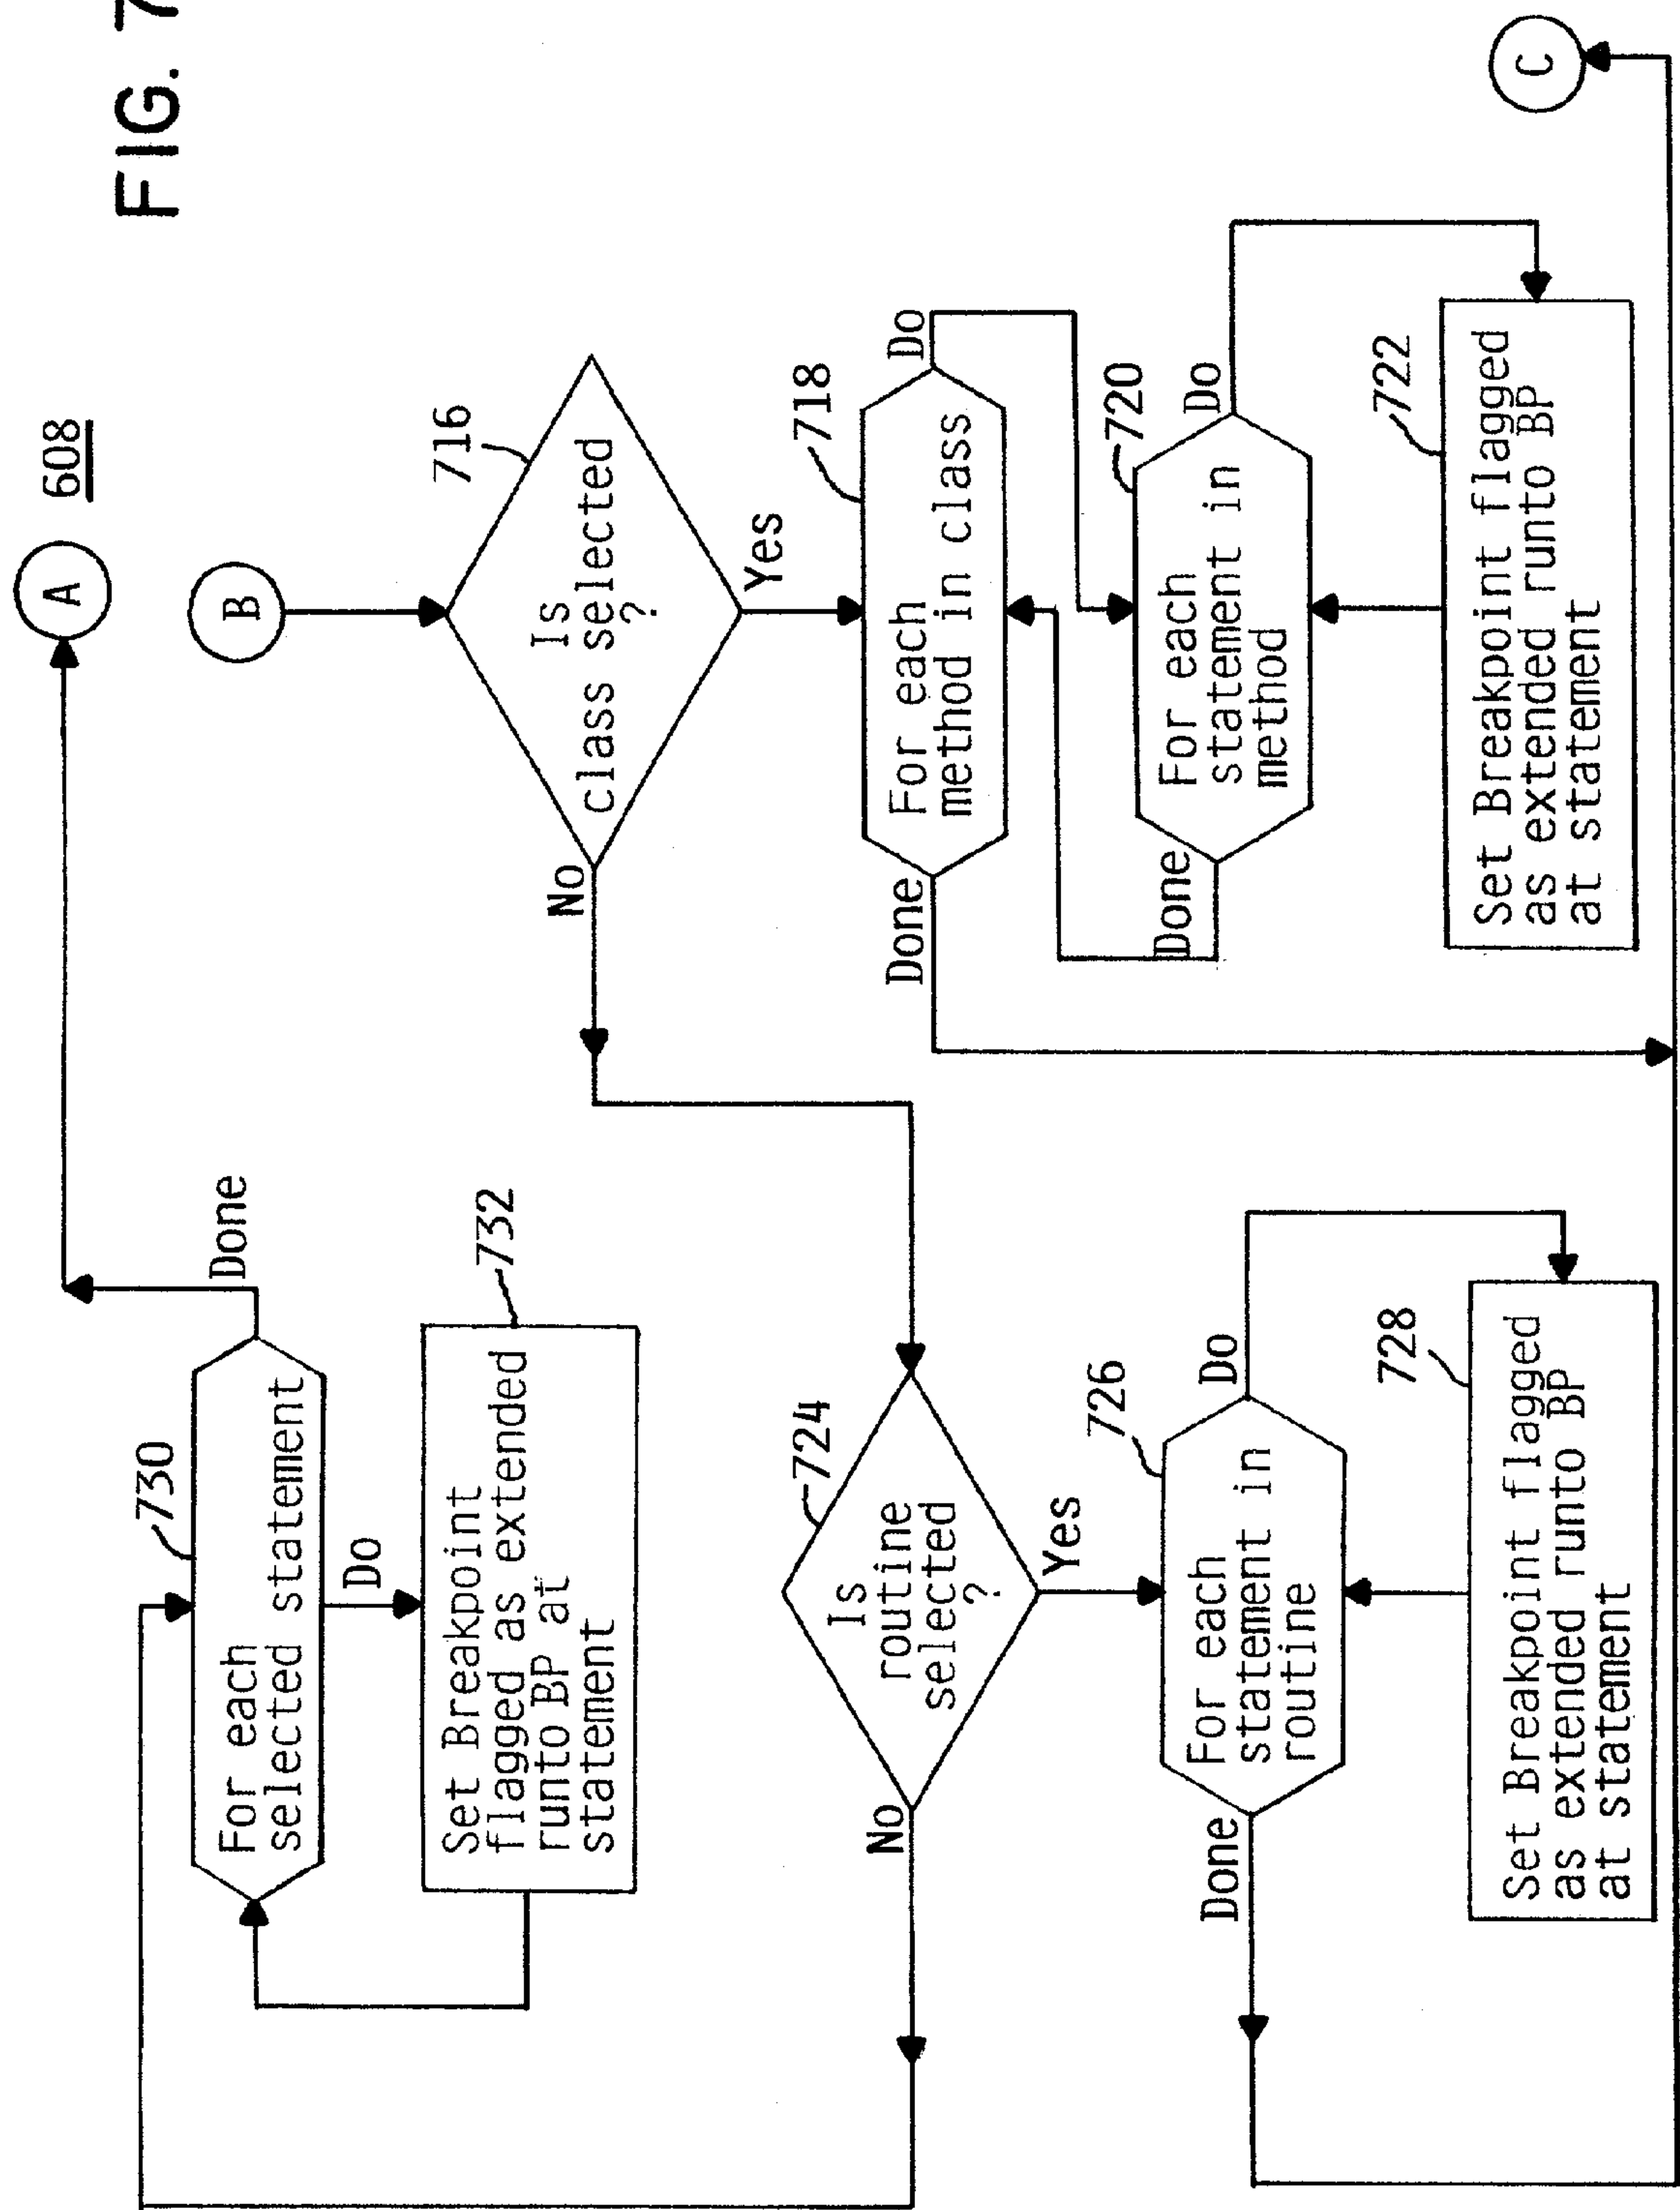 FIG. 7
608
A
B
716
Is
class selected
?
No
Yes
718
For each
method in class
Do
Done
720
For each
statement in
method
Do
Done
722
Set Breakpoint flagged
as extended runto BP
at statement
C
724
Is
routine
selected
?
No
Yes
726
For each
statement in
routine
Do
Done
728
Set Breakpoint flagged
as extended runto BP
at statement
730
For each
selected statement
Do
Done
732
Set Breakpoint
flagged as extended
runto BP at
statement